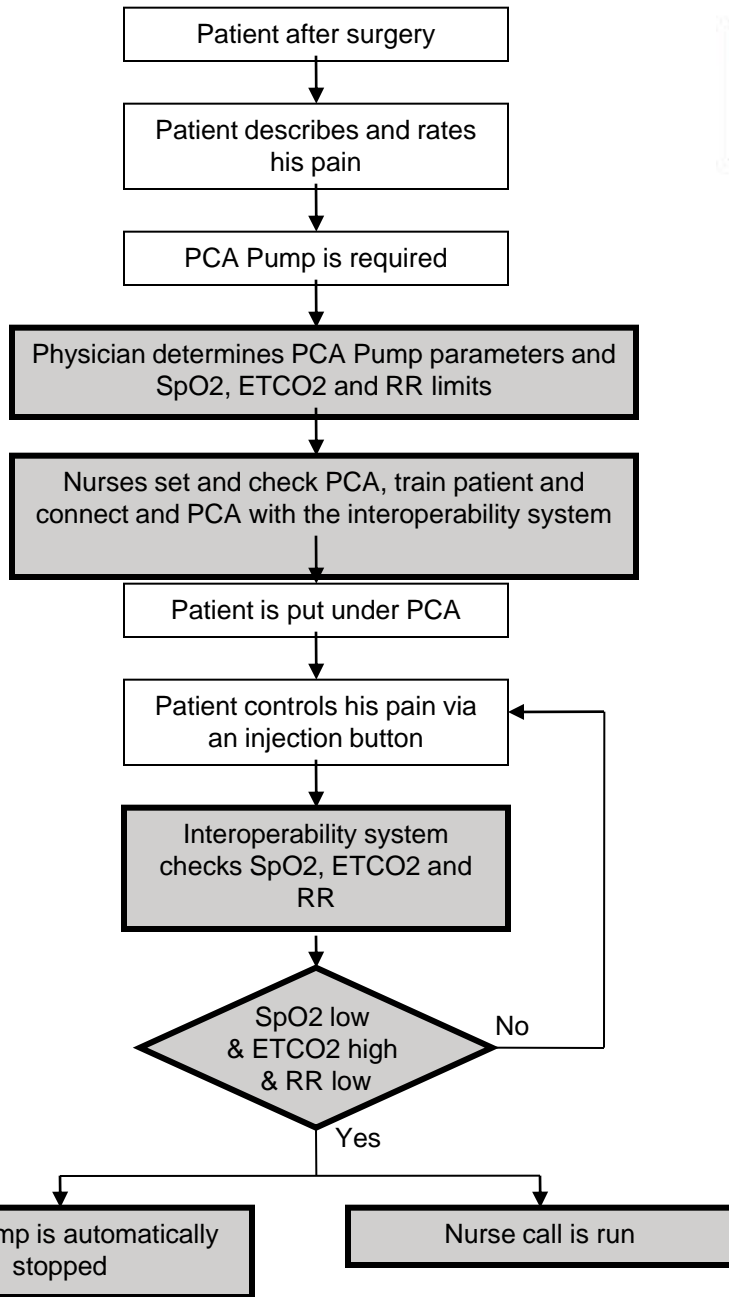 Patient after surgery
Patient describes and rates
his pain
PCA Pump is required
Physician determines PCA Pump parameters and
SpO2, ETCO2 and RR limits
Nurses set and check PCA, train patient and
connect and PCA with the interoperability system
Patient is put under PCA
Patient controls his pain via
an injection button
Interoperability system
checks SpO2, ETCO2 and
RR
SpO2 low
& ETCO2 high
& RR low
No
Yes
mp is automatically
stopped
Nurse call is run